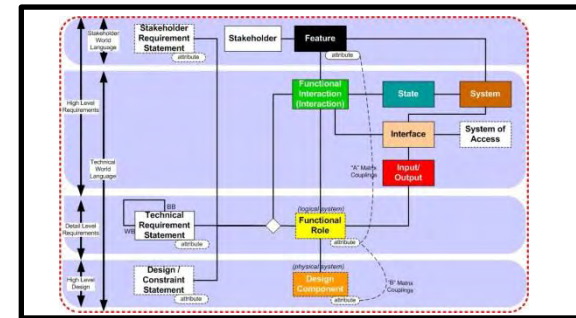 Stakeholder
World
Language
Stakeholder
Requirement
Statement
attribute
Stakeholder
Feature
attribute
High Level
Requirements
Technical
World
Language
Functional
Interaction
(Interaction)
State
System
Interface
System of
Access
"A" Matrix
Couplings
Input/
Output
Detail Level
Requirements
BB
WB
Technical
Requirement
Statement
attribute
(logical system)
Functional
Role
attribute
High Level
Design
Design /
Constraint
Statement
attribute
(physical system)
Design
Component
attribute
"B" Matrix
Couplings